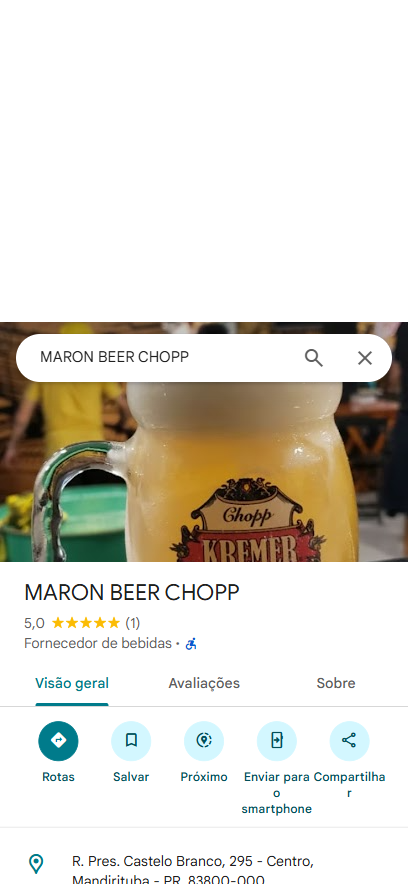 MARON BEER CHOPP
Chopp
KREMER
MARON BEER CHOPP
5,0 (1)
Fornecedor de bebidas ·
Visão geral Avaliações Sobre
Rotas Salvar Próximo Enviar para o smartphone Compartilhar
R. Pres. Castelo Branco, 295 - Centro,
Mandirituba - PR, 83800-000